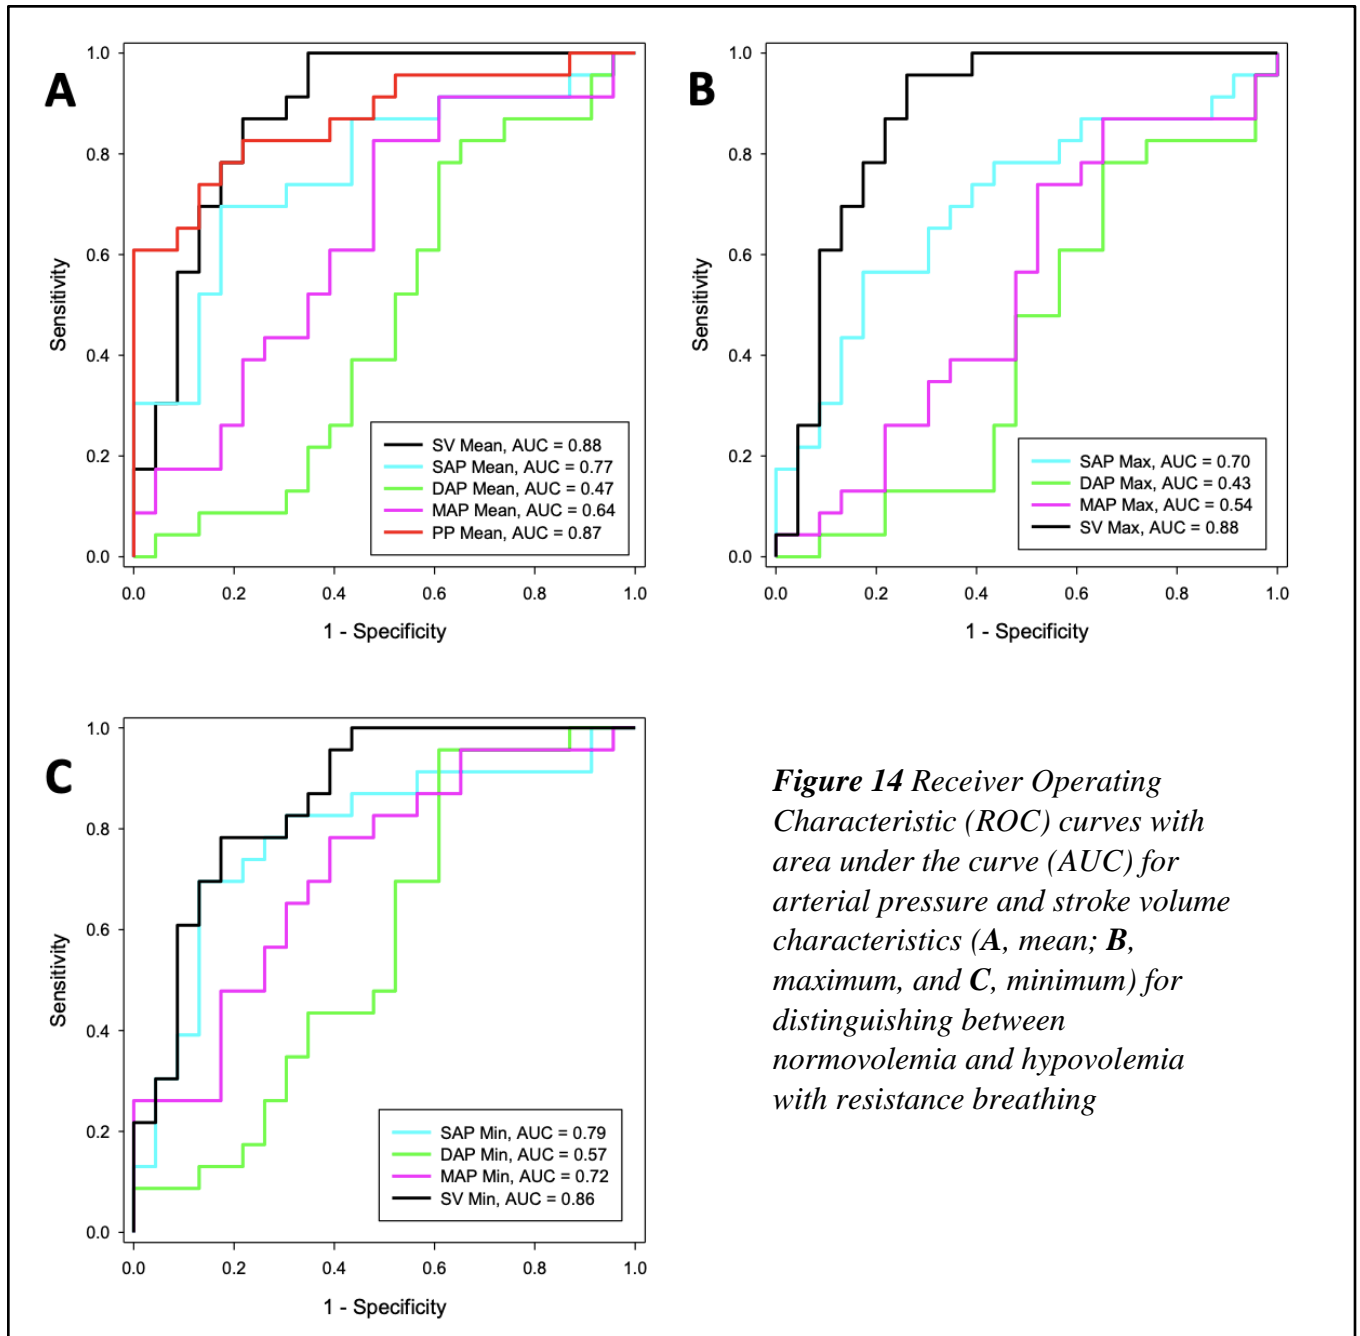 A
1.0
0.8
0.6
0.4
0.2
0.0
Sensitivity
SV Mean, AUC = 0.88
SAP Mean, AUC = 0.77
DAP Mean, AUC = 0.47
MAP Mean, AUC = 0.64
PP Mean, AUC = 0.87
0.0 0.2 0.4 0.6 0.8 1.0
1 - Specificity
B
1.0
0.8
0.6
0.4
0.2
0.0
Sensitivity
SAP Max, AUC = 0.70
DAP Max, AUC = 0.43
MAP Max, AUC = 0.54
SV Max, AUC = 0.88
0.0 0.2 0.4 0.6 0.8 1.0
1 - Specificity
C
1.0
0.8
0.6
0.4
0.2
0.0
Sensitivity
SAP Min, AUC = 0.79
DAP Min, AUC = 0.57
MAP Min, AUC = 0.72
SV Min, AUC = 0.86
0.0 0.2 0.4 0.6 0.8 1.0
1 - Specificity
Figure 14 Receiver Operating
Characteristic (ROC) curves with
area under the curve (AUC) for
arterial pressure and stroke volume
characteristics (A, mean; B,
maximum, and C, minimum) for
distinguishing between
normovolemia and hypovolemia
with resistance breathing